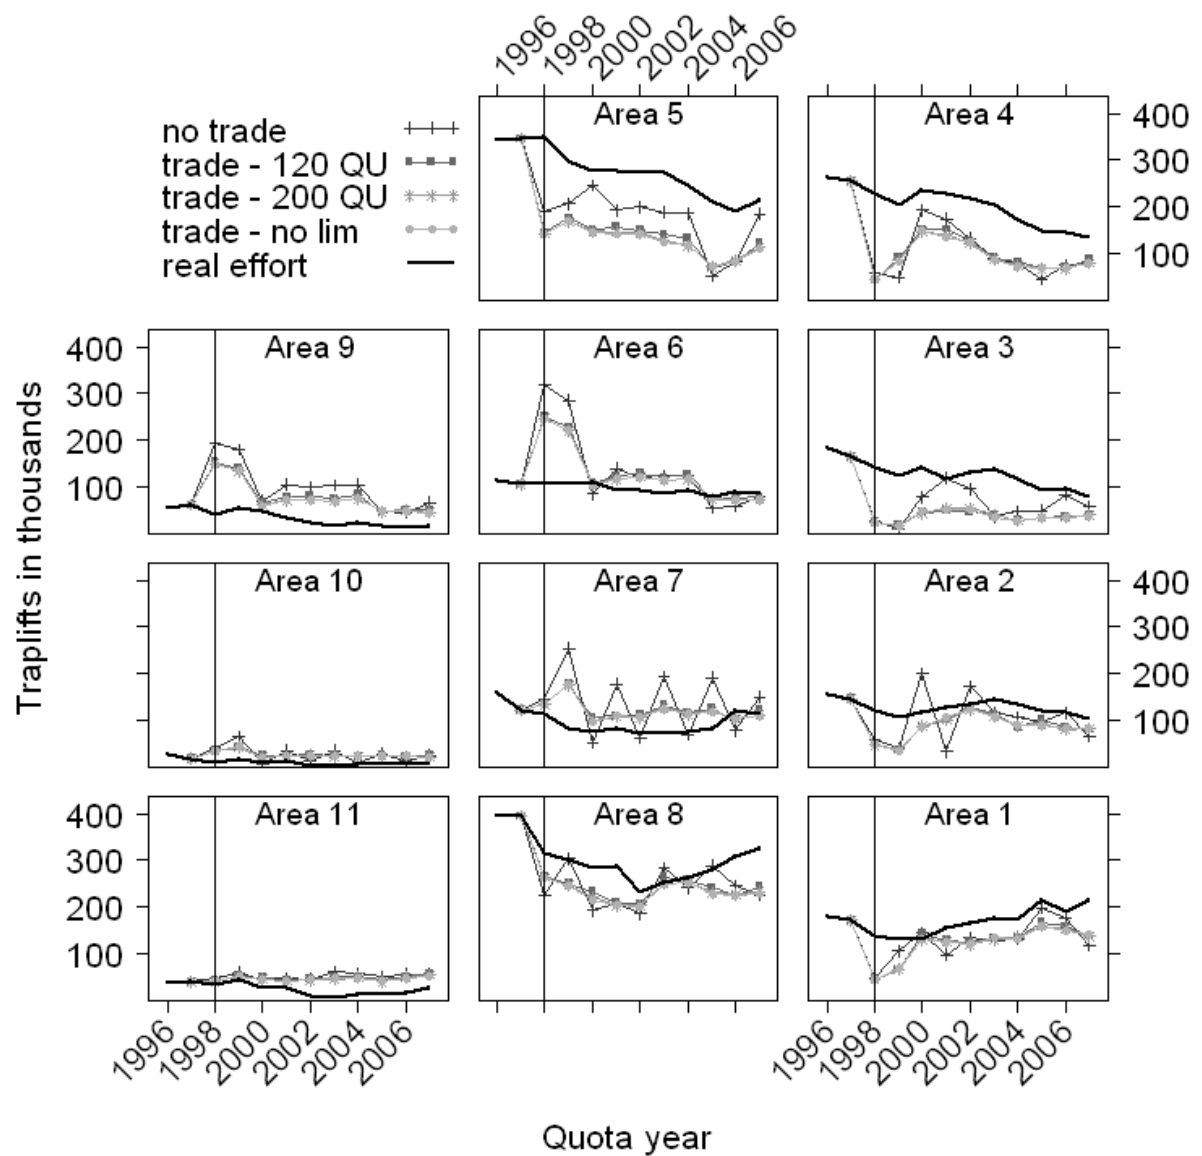 1996 1998 2000 2002 2004 2006
no trade
trade - 120 QU
trade - 200 QU
trade - no lim
real effort
Area 5
Area 4
400
300
200
100
Area 9
Area 6
Area 3
400
300
200
100
Traplifts in thousands
Area 10
Area 7
Area 2
400
300
200
100
Area 11
Area 8
Area 1
400
300
200
100
1996 1998 2000 2002 2004 2006
1996 1998 2000 2002 2004 2006
Quota year